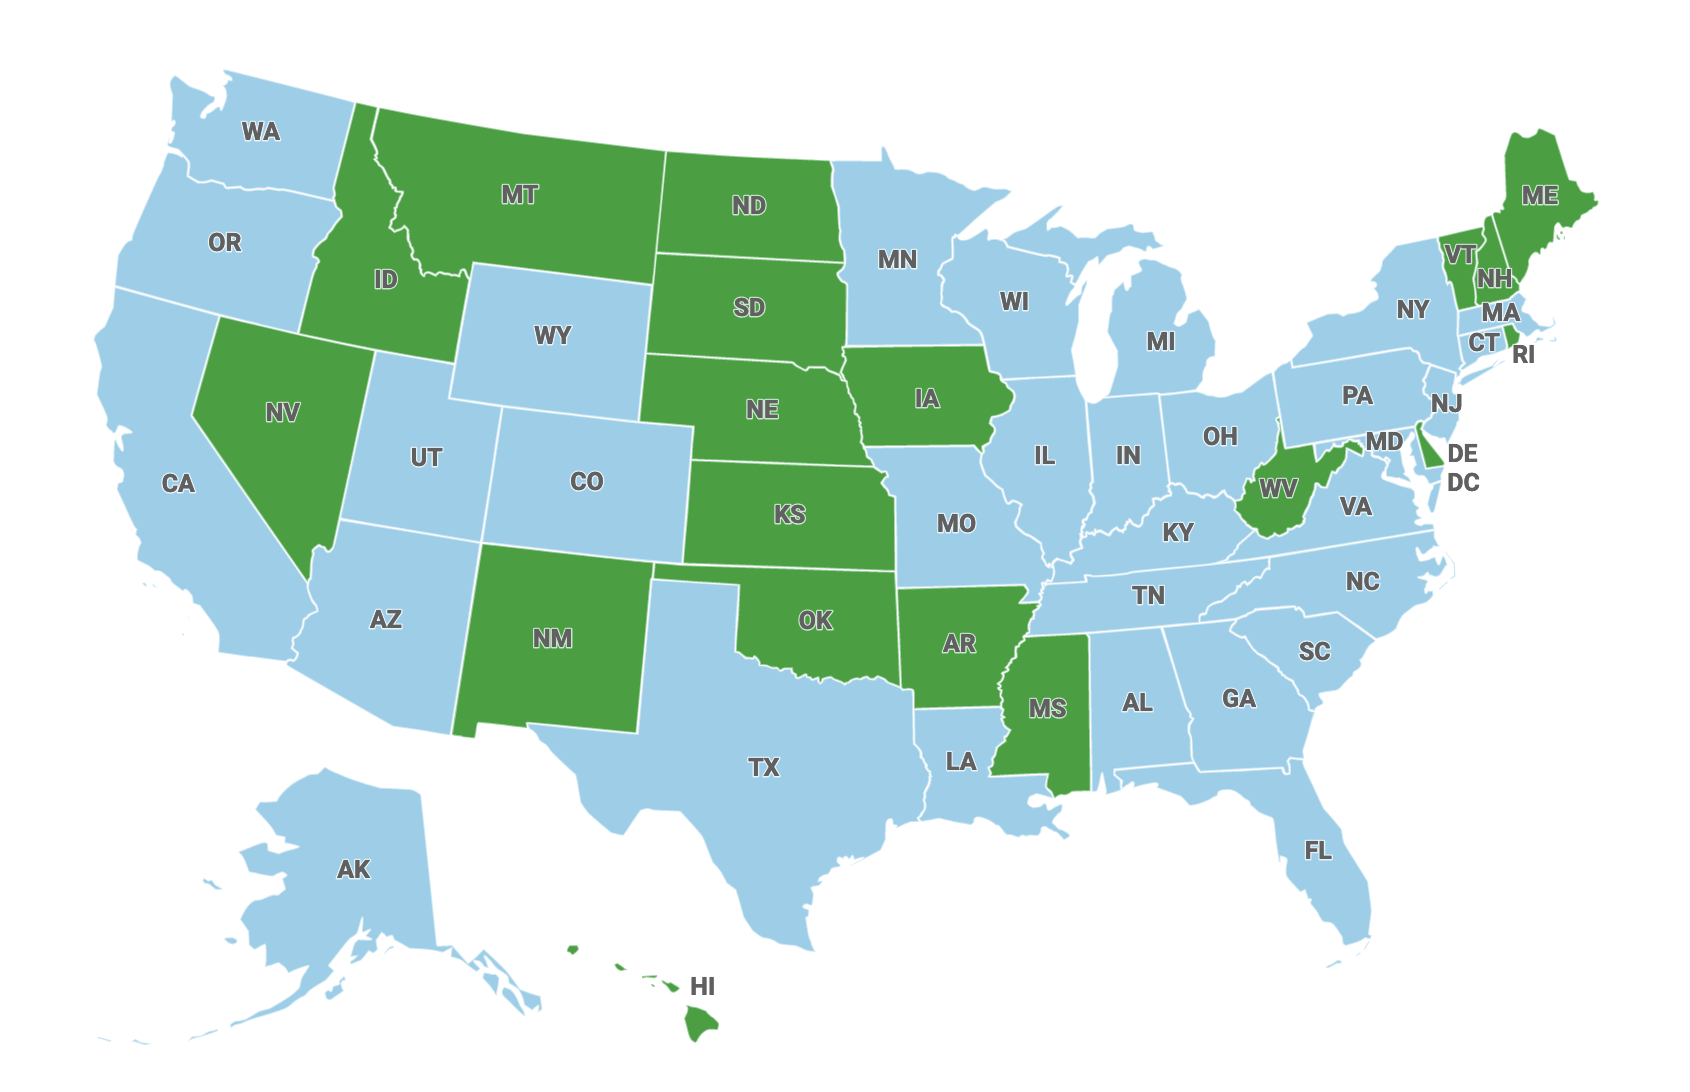 WA
MT
ND
ME
OR
ID
MN
VT
NH
SD
WI
NY
MA
WY
MI
CT
RI
NV
NE
IA
PA
NJ
UT
CO
IL
IN
OH
MD
DE
CA
KS
MO
WV
VA
DC
KY
AZ
NM
OK
AR
TN
NC
SC
MS
AL
GA
TX
LA
FL
AK
HI